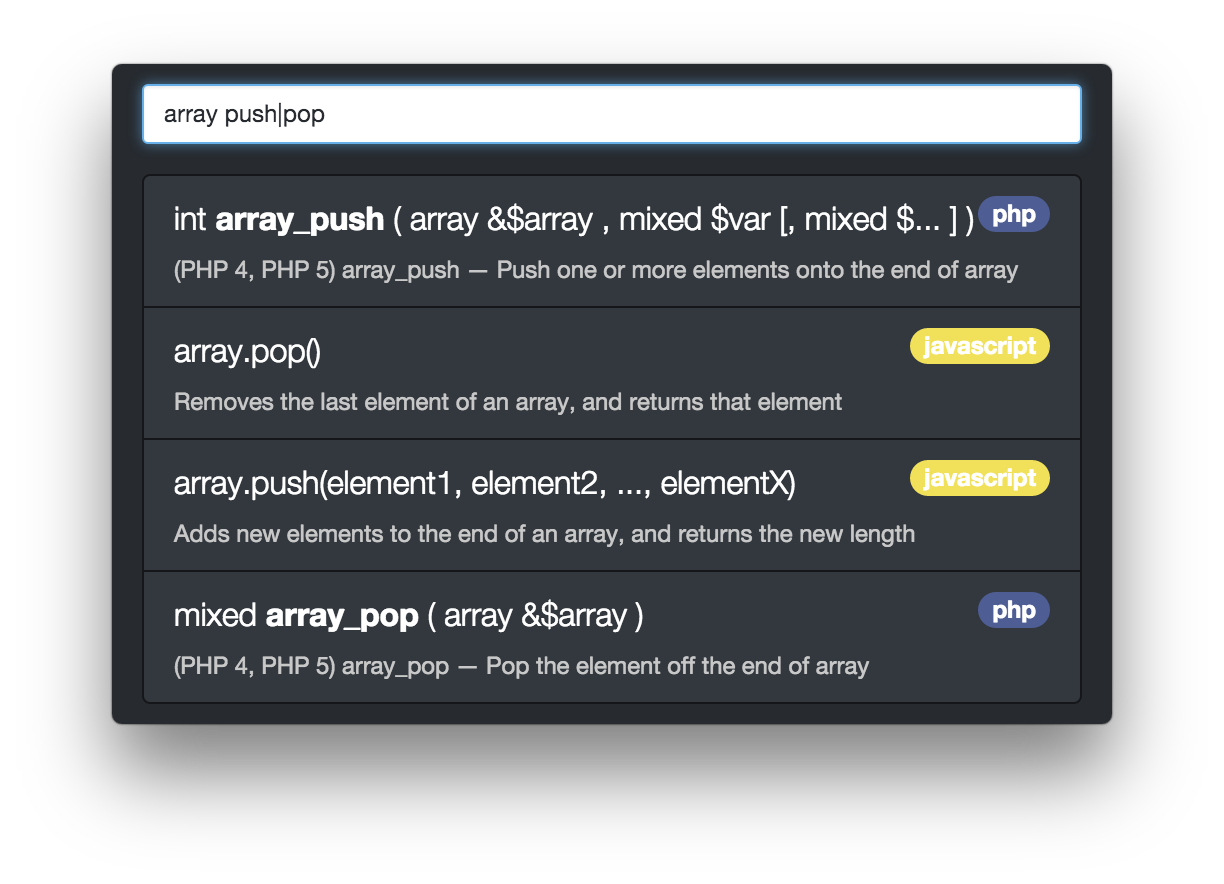 array push|pop
int array_push ( array &$array , mixed $var [, mixed $... ] ) php
(PHP 4, PHP 5) array_push — Push one or more elements onto the end of array
array.pop() javascript
Removes the last element of an array, and returns that element
array.push(element1, element2, ..., elementX) javascript
Adds new elements to the end of an array, and returns the new length
mixed array_pop ( array &$array ) php
(PHP 4, PHP 5) array_pop — Pop the element off the end of array